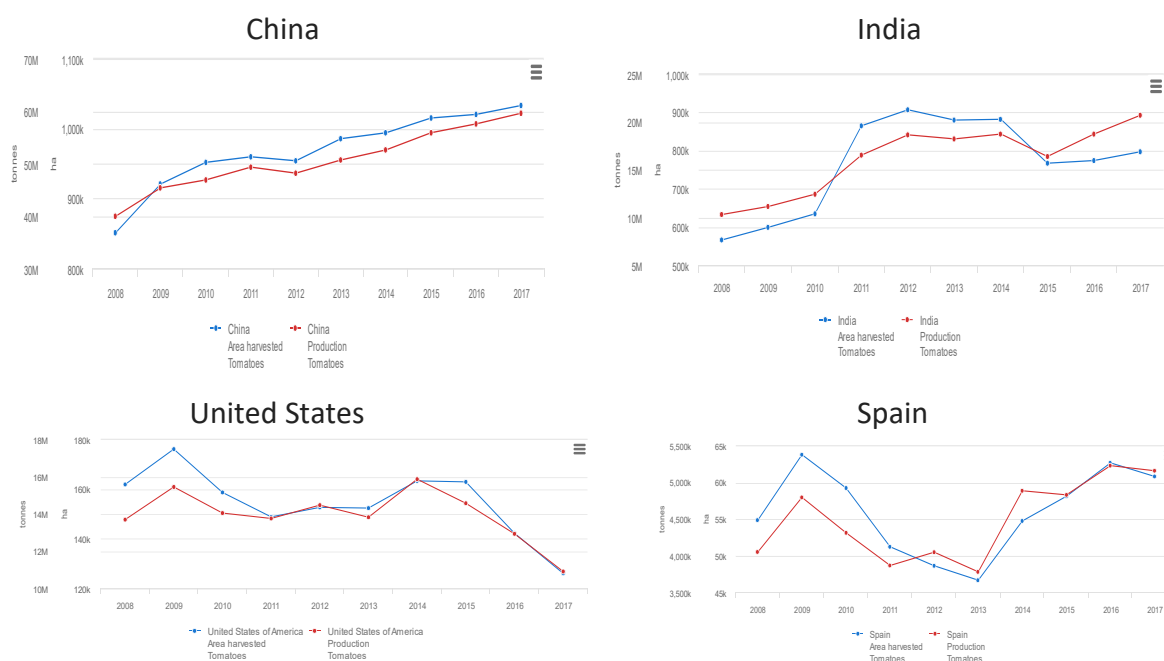 China
70M 1,100k
60M
1,000k
50M
900k
40M
30M 800k
tonnes
ha
2008 2009 2010 2011 2012 2013 2014 2015 2016 2017
China China
Area harvested Production
Tomatoes Tomatoes
India
25M 1,000k
900k
20M
800k
15M
700k
10M
600k
5M 500k
tonnes
ha
2008 2009 2010 2011 2012 2013 2014 2015 2016 2017
India India
Area harvested Production
Tomatoes Tomatoes
United States
18M 180k
16M
160k
14M
140k
12M
10M 120k
tonnes
ha
2008 2009 2010 2011 2012 2013 2014 2015 2016 2017
United States of America United States of America
Area harvested Production
Tomatoes Tomatoes
Spain
5,500k 65k
5,000k 60k
4,500k 55k
4,000k 50k
3,500k 45k
tonnes
ha
2008 2009 2010 2011 2012 2013 2014 2015 2016 2017
Spain Spain
Area harvested Production
Tomatoes Tomatoes